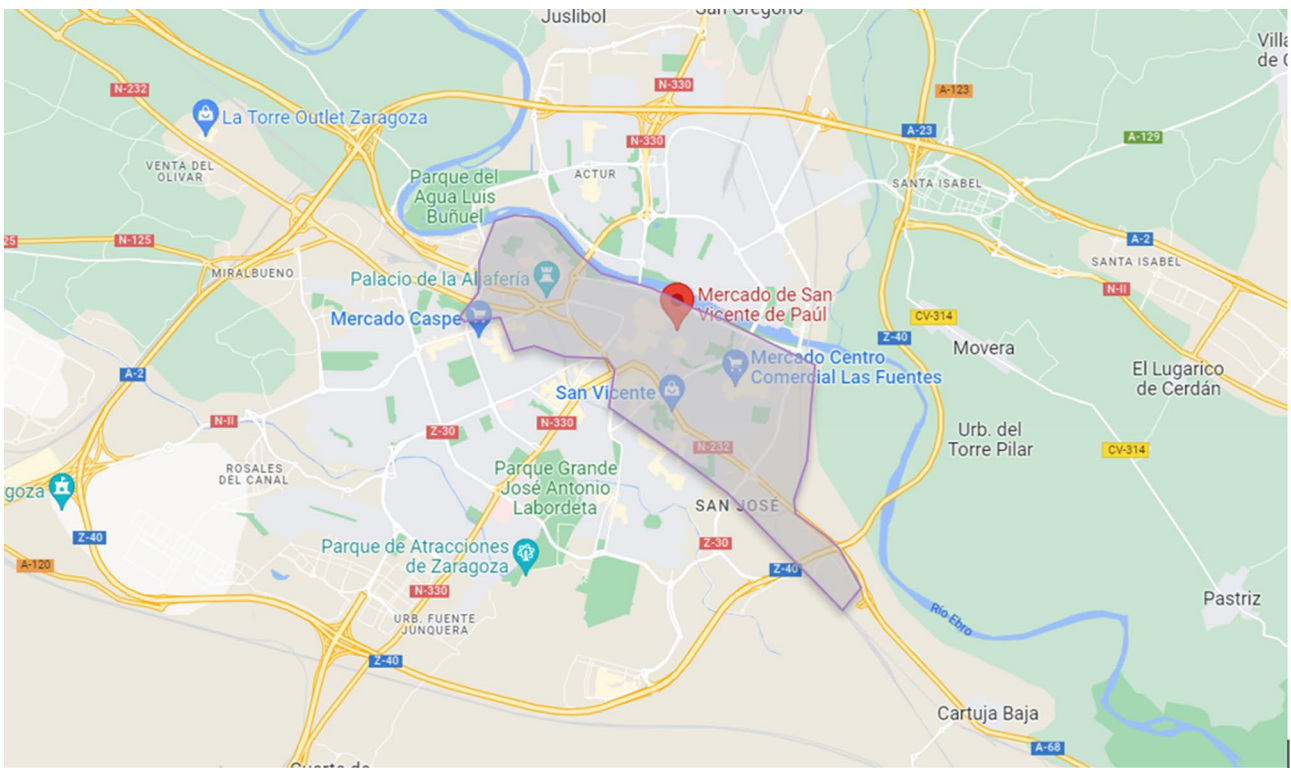 Juslibol
San Gregorio
Villa
de G
N-232
N-330
A-123
La Torre Outlet Zaragoza
A-23
A-129
N-330
VENTA DEL
OLIVAR
Parque del
Agua Luis
Buñuel
ACTUR
SANTA ISABEL
25
N-125
A-2
MIRALBUENO
Palacio de la Aljafería
SANTA ISABEL
N-II
Mercado de San
Vicente de Paúl
Mercado Caspe
CV-314
Z-40
Movera
Mercado Centro
Comercial Las Fuentes
A-2
El Lugarico
de Cerdán
San Vicente
N-II
Z-30
N-330
Urb. del
Torre Pilar
N-232
CV-314
ROSALES
DEL CANAL
Parque Grande
José Antonio
Labordeta
goza
SAN JOSÉ
Z-40
Z-30
Parque de Atracciones
de Zaragoza
A-120
Z-40
N-330
Pastriz
URB. FUENTE
JUNQUERA
Río Ebro
Z-40
Cartuja Baja
A-68
Cuarte de